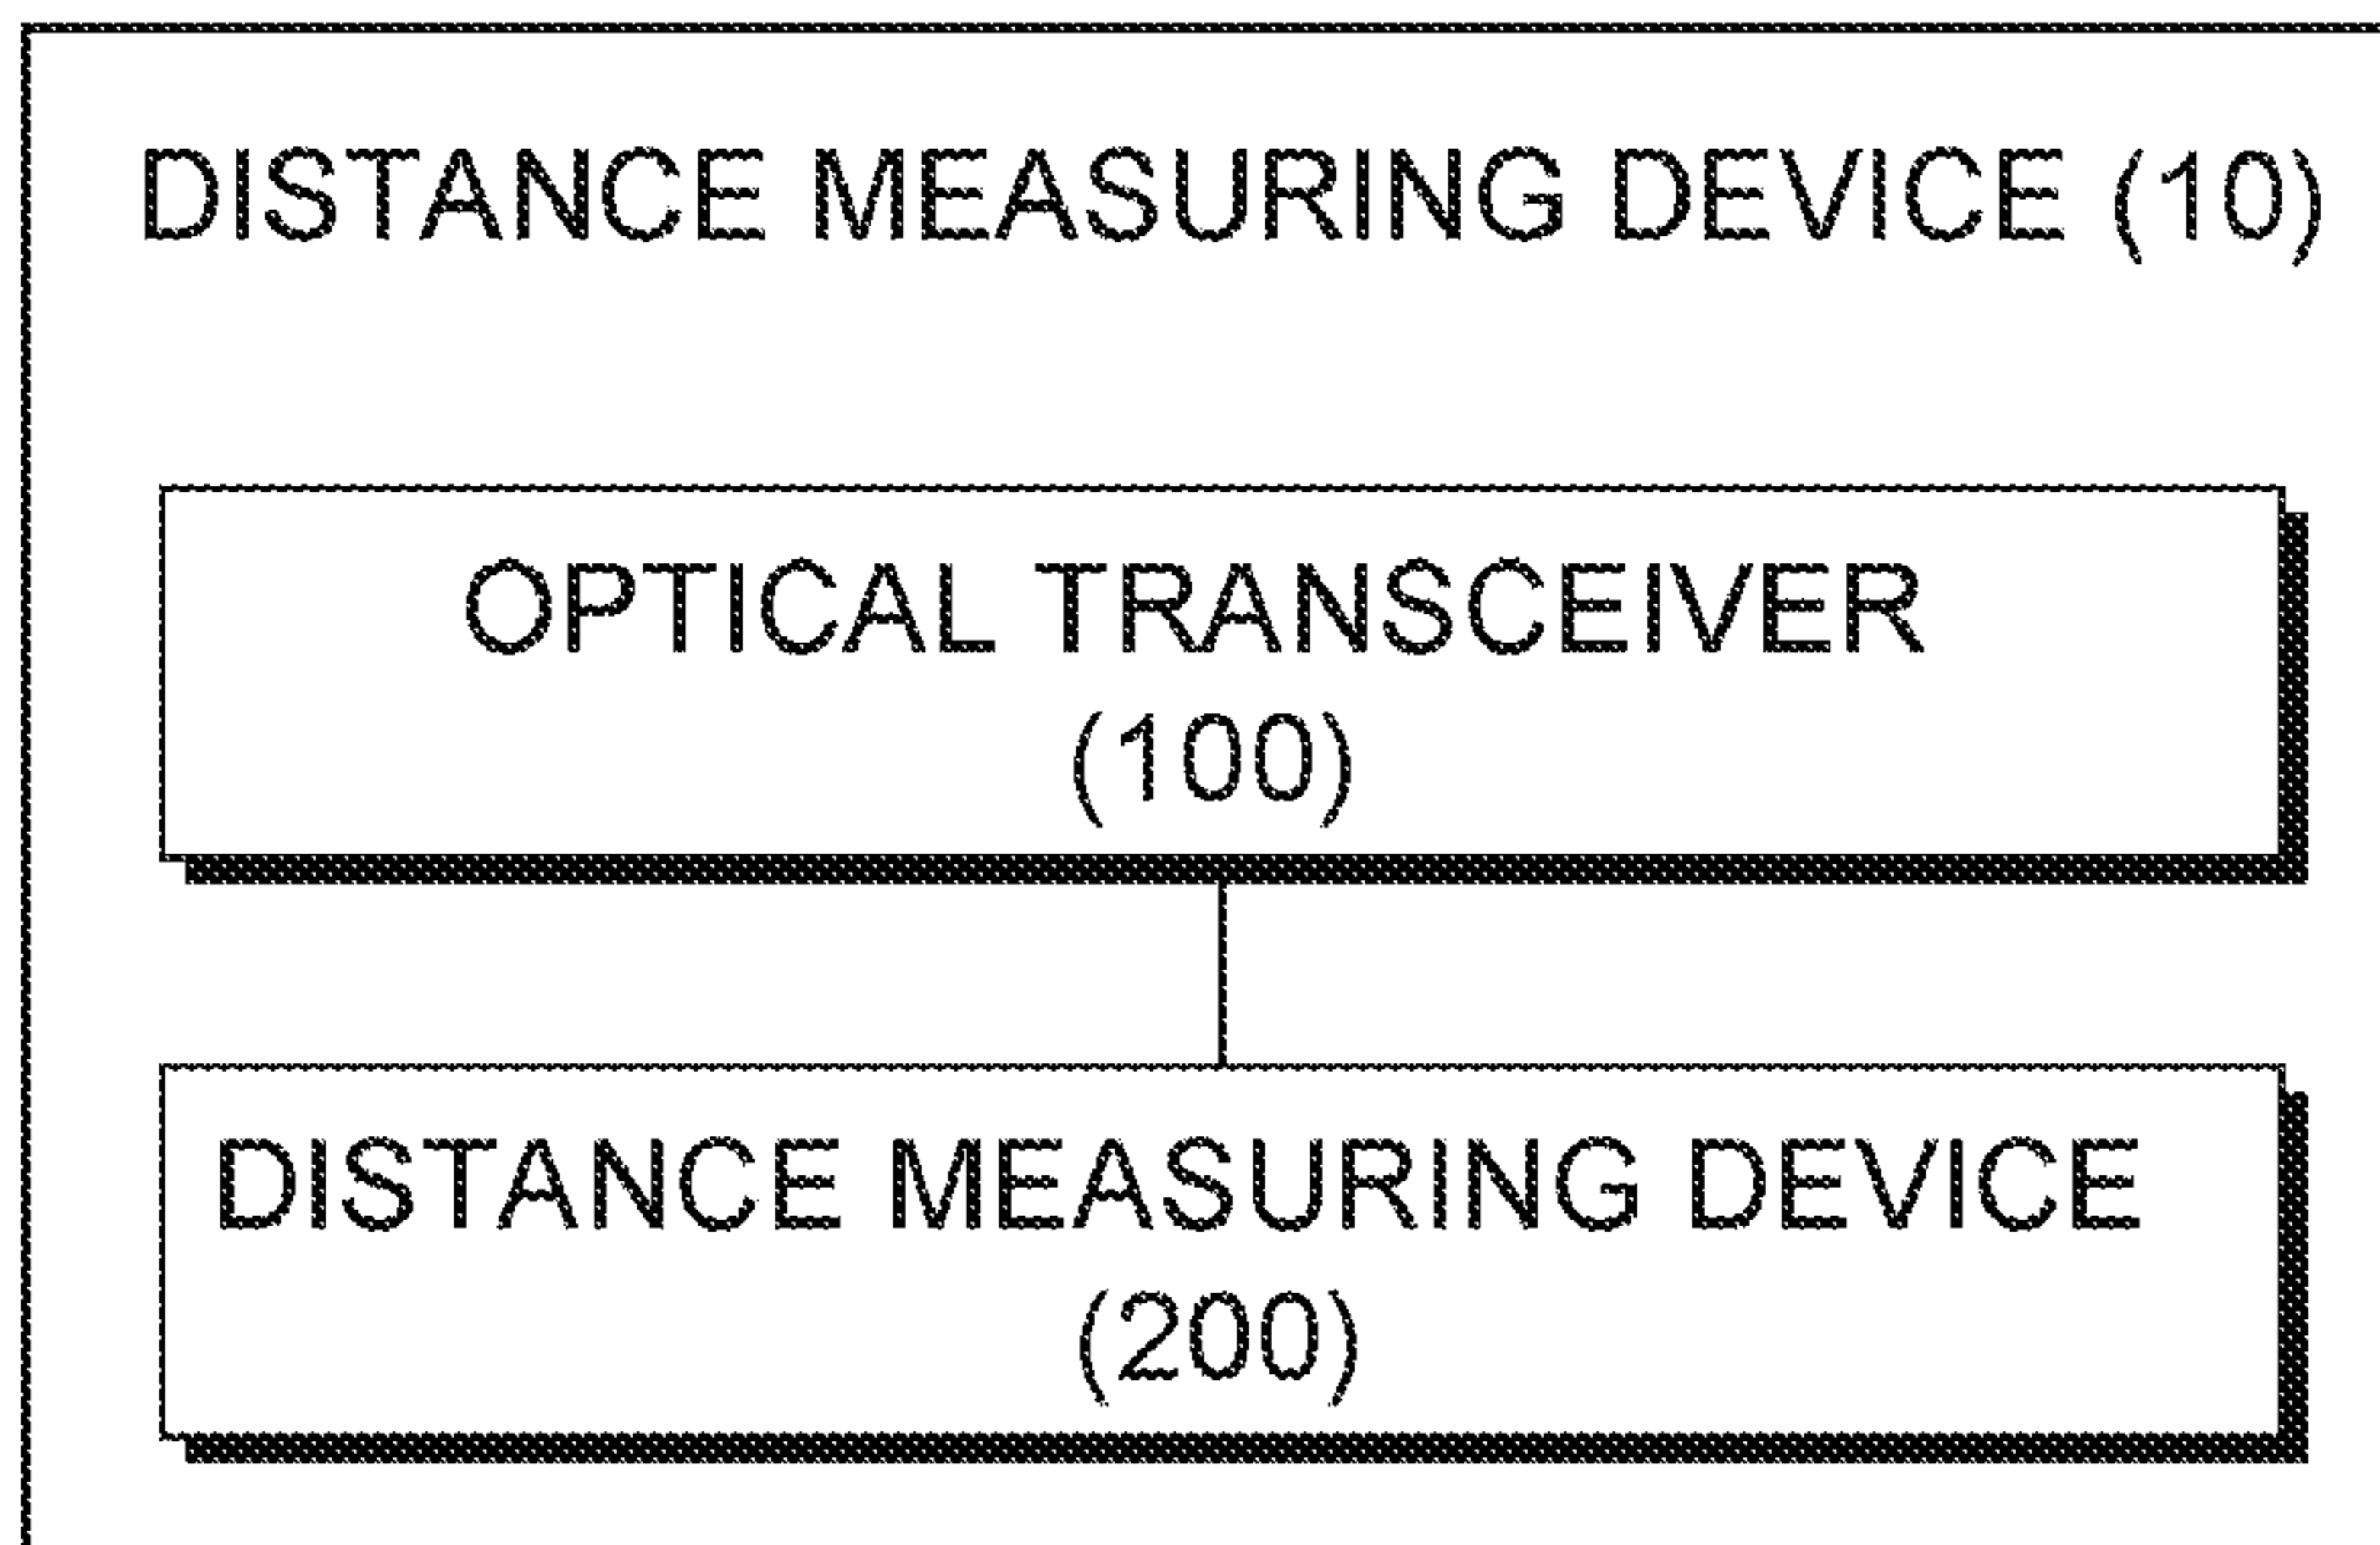 DISTANCE MEASURING DEVICE (10)
OPTICAL TRANSCEIVER
(100)
DISTANCE MEASURING DEVICE
(200)